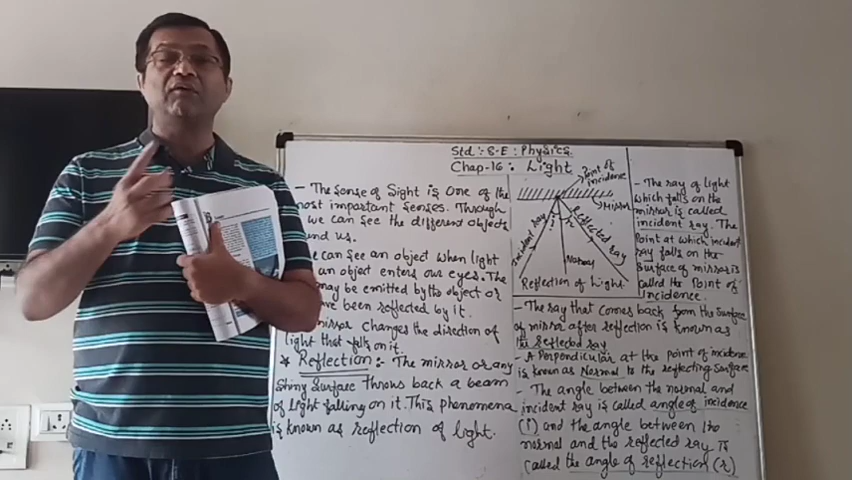 Std : 8-E : Physics
Chap-16 : Light
- The sense of Sight is one of the
most important senses. Through
we can see the different objects
und us.
e can see an object when light
an object enters our eyes. The
may be emitted by the object or
ve been reflected by it.
mirror changes the direction of
light that falls on it.
* Reflection :- The mirror or any
shiny surface throws back a beam
of light falling on it. This phenomena
is known as reflection of light.
Point of
incidence
Mirror
Incident ray
i
r
Reflected ray
Normal
Reflection of Light.
- The ray of light
which falls on the
mirror is called
incident ray. The
Point at which incident
ray falls on the
surface of mirror is
called the Point of
incidence.
- The ray that comes back from the surface
of mirror after reflection is known as
the reflected ray
- A Perpendicular at the point of incidence
is known as Normal to the reflecting surface
- The angle between the normal and
incident ray is called angle of incidence
(i) and the angle between the
normal and the reflected ray is
called the angle of reflection (r)